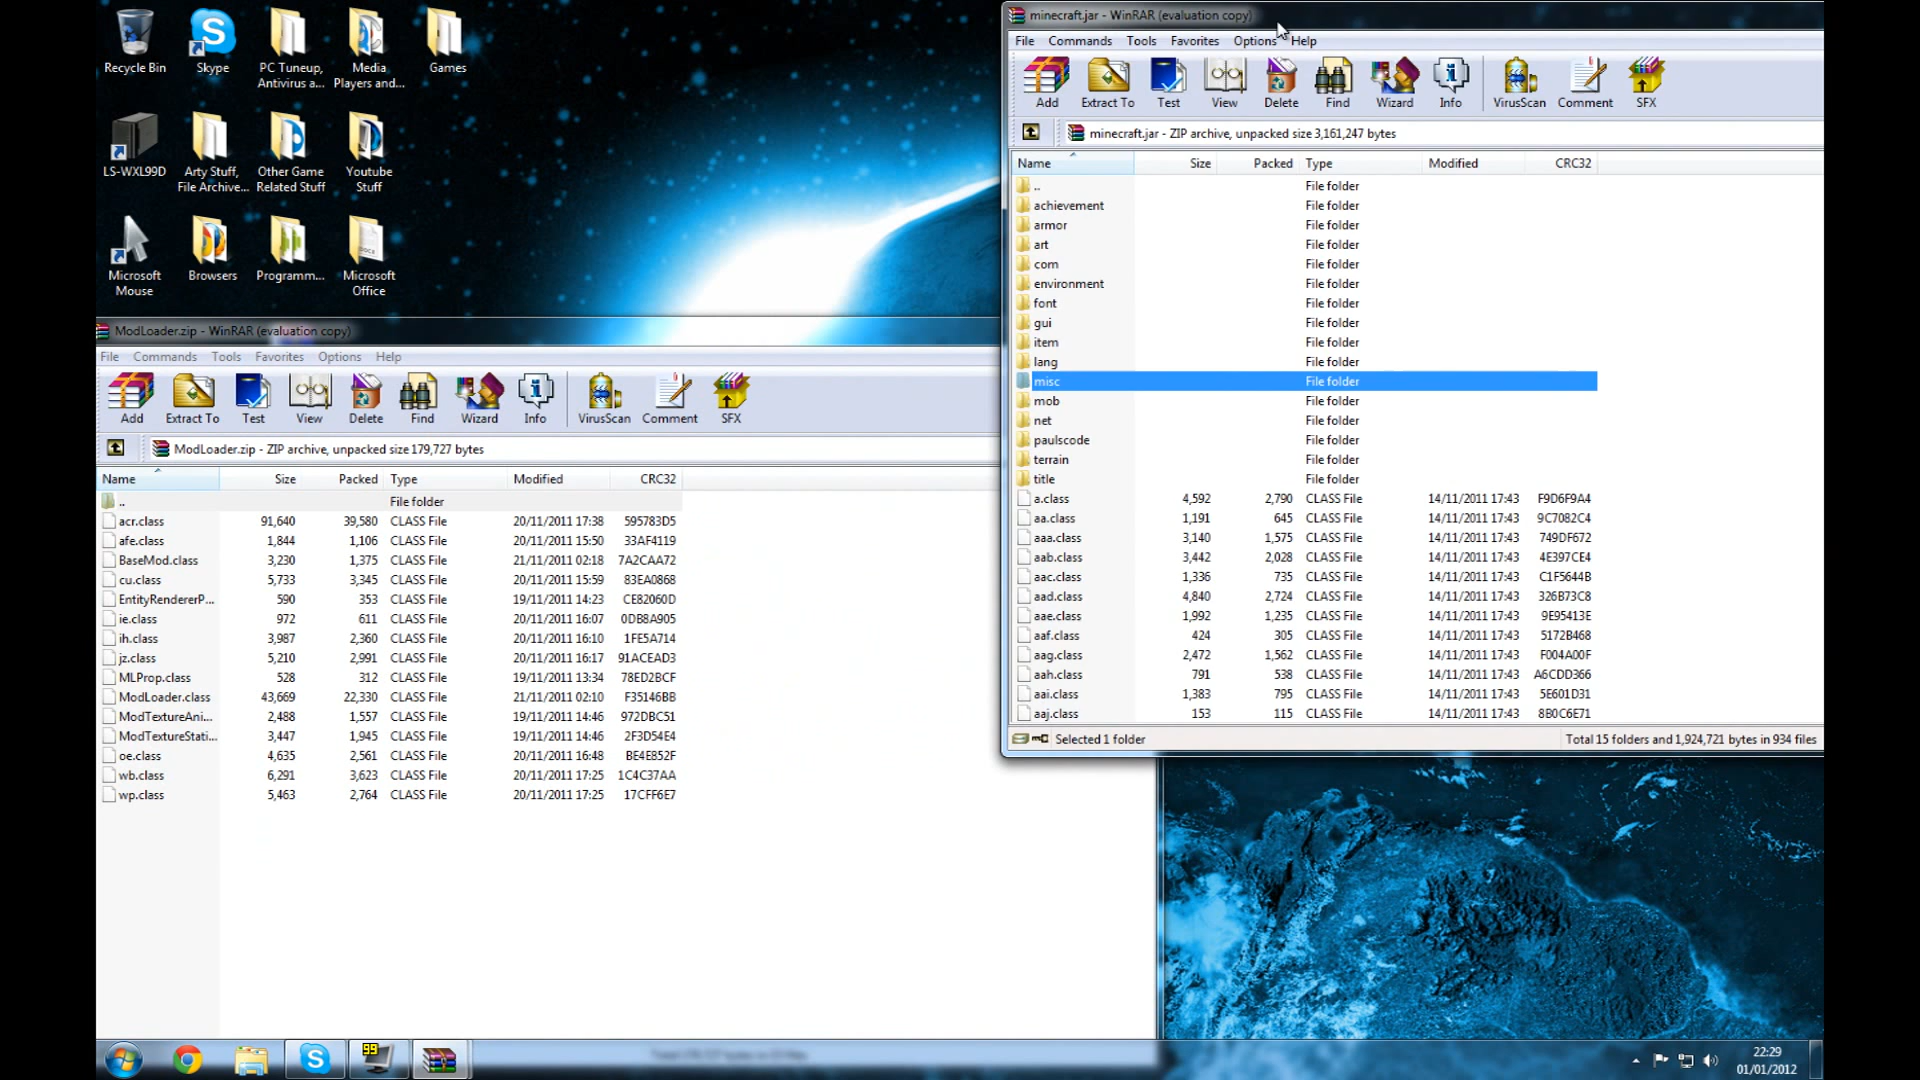 Recycle Bin
Skype
PC Tuneup,
Antivirus a...
Media
Players and...
Games
LS-WXL99D
Arty Stuff,
File Archive...
Other Game
Related Stuff
Youtube
Stuff
Microsoft
Mouse
Browsers
Programm...
Microsoft
Office
ModLoader.zip - WinRAR (evaluation copy)
File Commands Tools Favorites Options Help
Add Extract To Test View Delete Find Wizard Info VirusScan Comment SFX
ModLoader.zip - ZIP archive, unpacked size 179,727 bytes
Name Size Packed Type Modified CRC32
.. File folder
acr.class 91,640 39,580 CLASS File 20/11/2011 17:38 595783D5
afe.class 1,844 1,106 CLASS File 20/11/2011 15:50 33AF4119
BaseMod.class 3,230 1,375 CLASS File 21/11/2011 02:18 7A2CAA72
cu.class 5,733 3,345 CLASS File 20/11/2011 15:59 83EA0868
EntityRendererP... 590 353 CLASS File 19/11/2011 14:23 CE82060D
ie.class 972 611 CLASS File 20/11/2011 16:07 0DB8A905
ih.class 3,987 2,360 CLASS File 20/11/2011 16:10 1FE5A714
jz.class 5,210 2,991 CLASS File 20/11/2011 16:17 91ACEAD3
MLProp.class 528 312 CLASS File 19/11/2011 13:34 78ED2BCF
ModLoader.class 43,669 22,330 CLASS File 21/11/2011 02:10 F35146BB
ModTextureAni... 2,488 1,557 CLASS File 19/11/2011 14:46 972DBC51
ModTextureStati... 3,447 1,945 CLASS File 19/11/2011 14:46 2F3D54E4
oe.class 4,635 2,561 CLASS File 20/11/2011 16:48 BE4E852F
wb.class 6,291 3,623 CLASS File 20/11/2011 17:25 1C4C37AA
wp.class 5,463 2,764 CLASS File 20/11/2011 17:25 17CFF6E7
minecraft.jar - WinRAR (evaluation copy)
File Commands Tools Favorites Options Help
Add Extract To Test View Delete Find Wizard Info VirusScan Comment SFX
minecraft.jar - ZIP archive, unpacked size 3,161,247 bytes
Name Size Packed Type Modified CRC32
.. File folder
achievement File folder
armor File folder
art File folder
com File folder
environment File folder
font File folder
gui File folder
item File folder
lang File folder
misc File folder
mob File folder
net File folder
paulscode File folder
terrain File folder
title File folder
a.class 4,592 2,790 CLASS File 14/11/2011 17:43 F9D6F9A4
aa.class 1,191 645 CLASS File 14/11/2011 17:43 9C7082C4
aaa.class 3,140 1,575 CLASS File 14/11/2011 17:43 749DF672
aab.class 3,442 2,028 CLASS File 14/11/2011 17:43 4E397CE4
aac.class 1,336 735 CLASS File 14/11/2011 17:43 C1F5644B
aad.class 4,840 2,724 CLASS File 14/11/2011 17:43 326B73C8
aae.class 1,992 1,235 CLASS File 14/11/2011 17:43 9E95413E
aaf.class 424 305 CLASS File 14/11/2011 17:43 5172B468
aag.class 2,472 1,562 CLASS File 14/11/2011 17:43 F004A00F
aah.class 791 538 CLASS File 14/11/2011 17:43 A6CDD366
aai.class 1,383 795 CLASS File 14/11/2011 17:43 5E601D31
aaj.class 153 115 CLASS File 14/11/2011 17:43 8B0C6E71
Selected 1 folder Total 15 folders and 1,924,721 bytes in 934 files
99
22:29
01/01/2012